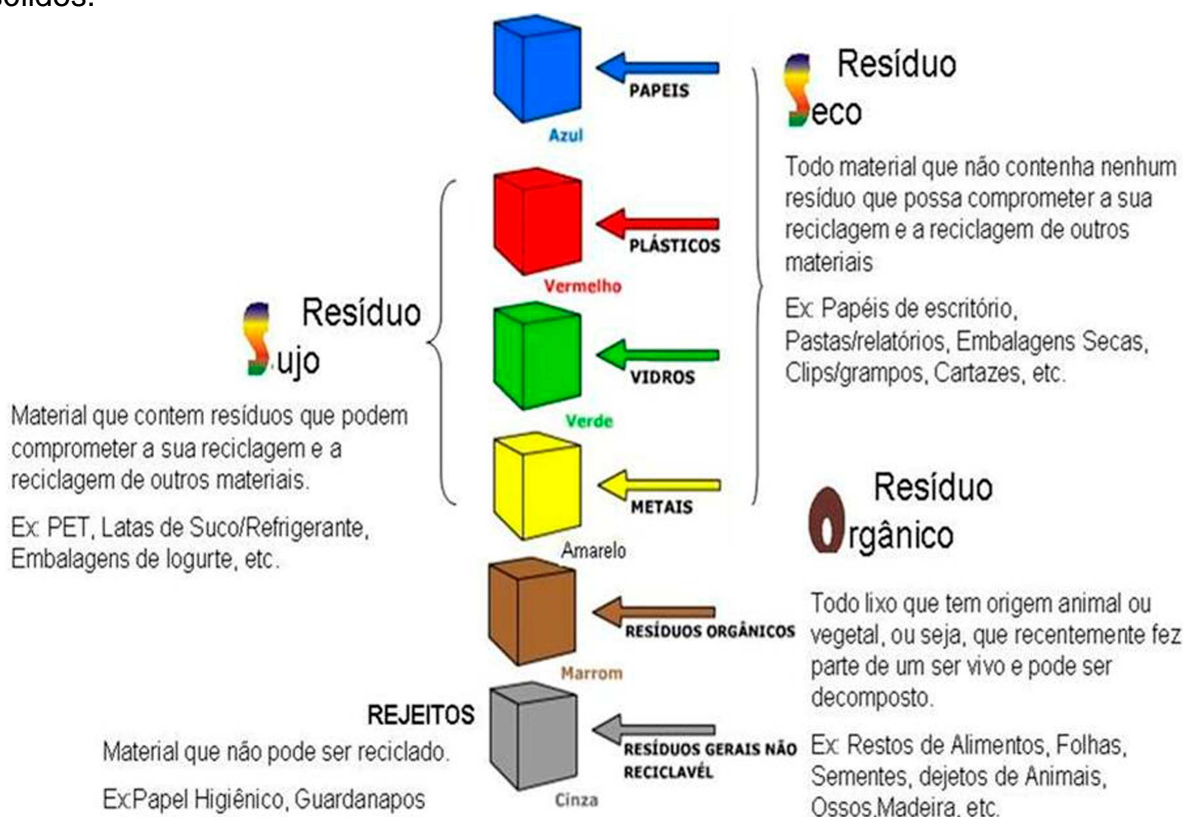 sólidos.
PAPEIS
Azul
PLÁSTICOS
Vermelho
VIDROS
Verde
METAIS
Amarelo
RESÍDUOS ORGÂNICOS
Marrom
RESÍDUOS GERAIS NÃO
RECICLAVÉL
Cinza
Resíduo
Seco
Todo material que não contenha nenhum
resíduo que possa comprometer a sua
reciclagem e a reciclagem de outros
materiais
Ex: Papéis de escritório,
Pastas/relatórios, Embalagens Secas,
Clips/grampos, Cartazes, etc.
Resíduo
Sujo
Material que contem resíduos que podem
comprometer a sua reciclagem e a
reciclagem de outros materiais.
Ex: PET, Latas de Suco/Refrigerante,
Embalagens de Iogurte, etc.
Resíduo
Orgânico
Todo lixo que tem origem animal ou
vegetal, ou seja, que recentemente fez
parte de um ser vivo e pode ser
decomposto.
Ex: Restos de Alimentos, Folhas,
Sementes, dejetos de Animais,
Ossos,Madeira, etc.
REJEITOS
Material que não pode ser reciclado.
Ex:Papel Higiênico, Guardanapos